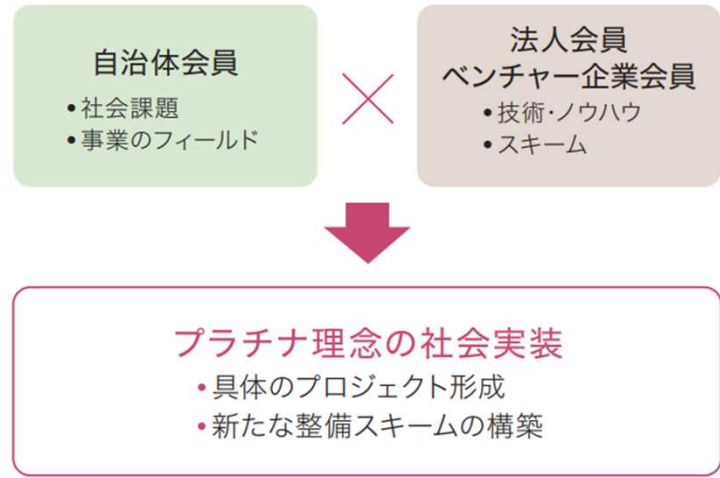 自治体会員
•社会課題
•事業のフィールド
法人会員
ベンチャー企業会員
•技術・ノウハウ
•スキーム
プラチナ理念の社会実装
•具体のプロジェクト形成
•新たな整備スキームの構築